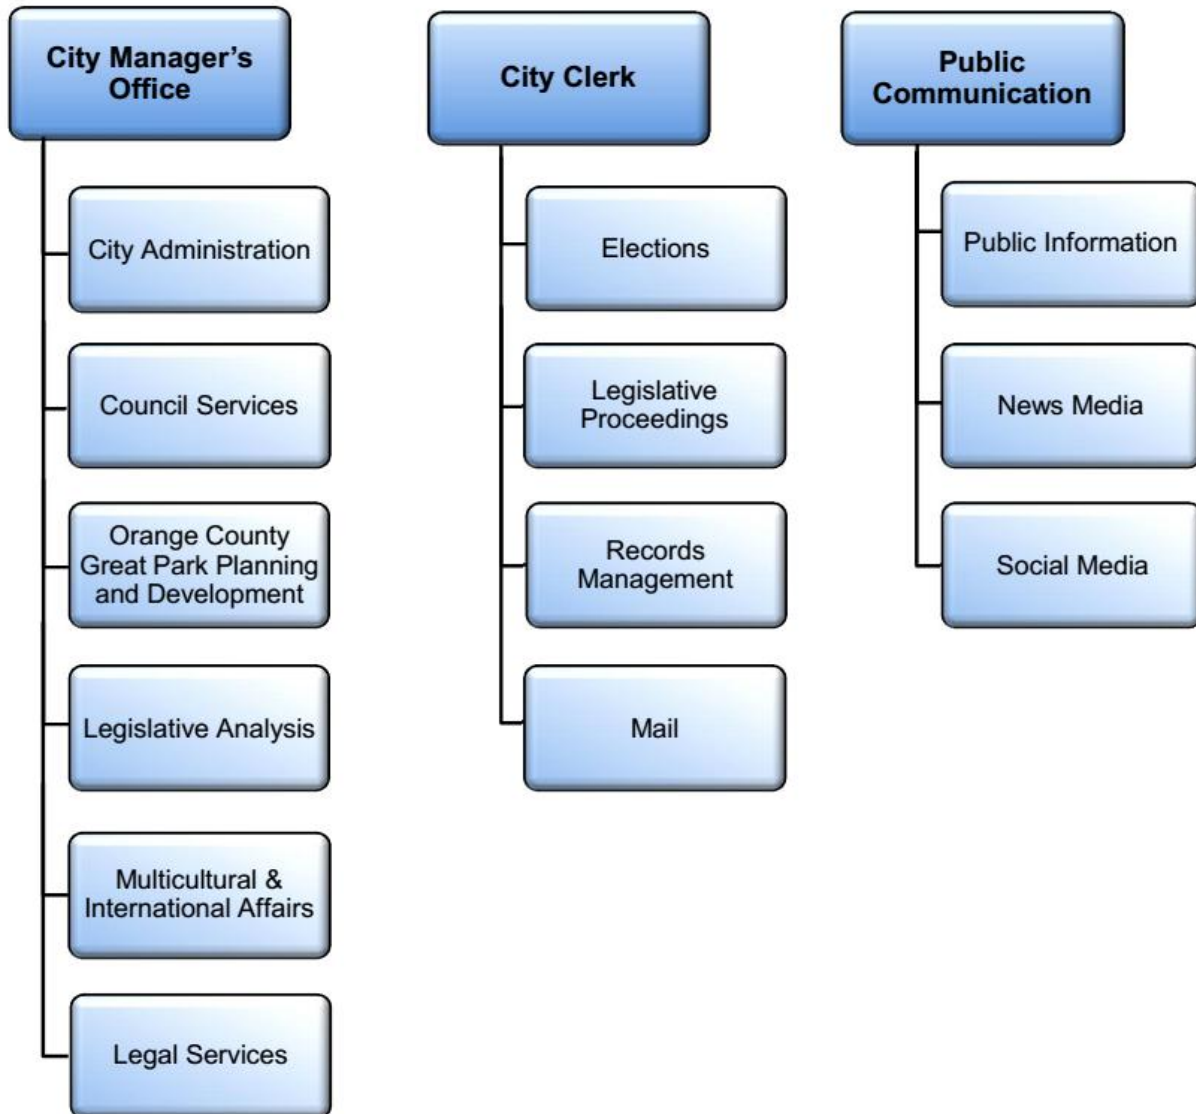 City Manager's
Office
City Administration
Council Services
Orange County
Great Park Planning
and Development
Legislative Analysis
Multicultural &
International Affairs
Legal Services
City Clerk
Elections
Legislative
Proceedings
Records
Management
Mail
Public
Communication
Public Information
News Media
Social Media